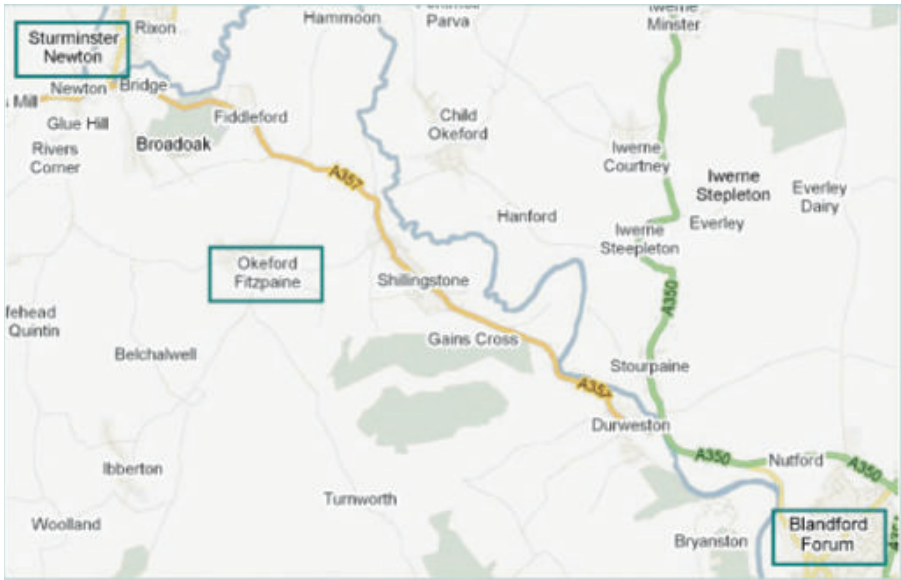 Hammoon
Parva
Iwerne
Minster
Rixon
Sturminster
Newton
Newton
Bridge
Mill
Fiddleford
Glue Hill
Broadoak
Rivers
Corner
Child
Okeford
Iwerne
Courtney
Iwerne
Stepleton
Everley
Dairy
A357
Hanford
Everley
Iwerne
Steepleton
Okeford
Fitzpaine
Shillingstone
A350
fehead
Quintin
Gains Cross
Belchalwell
Stourpaine
A357
Durweston
A350
Nutford
A350
Ibberton
Turnworth
Woolland
Bryanston
Blandford
Forum